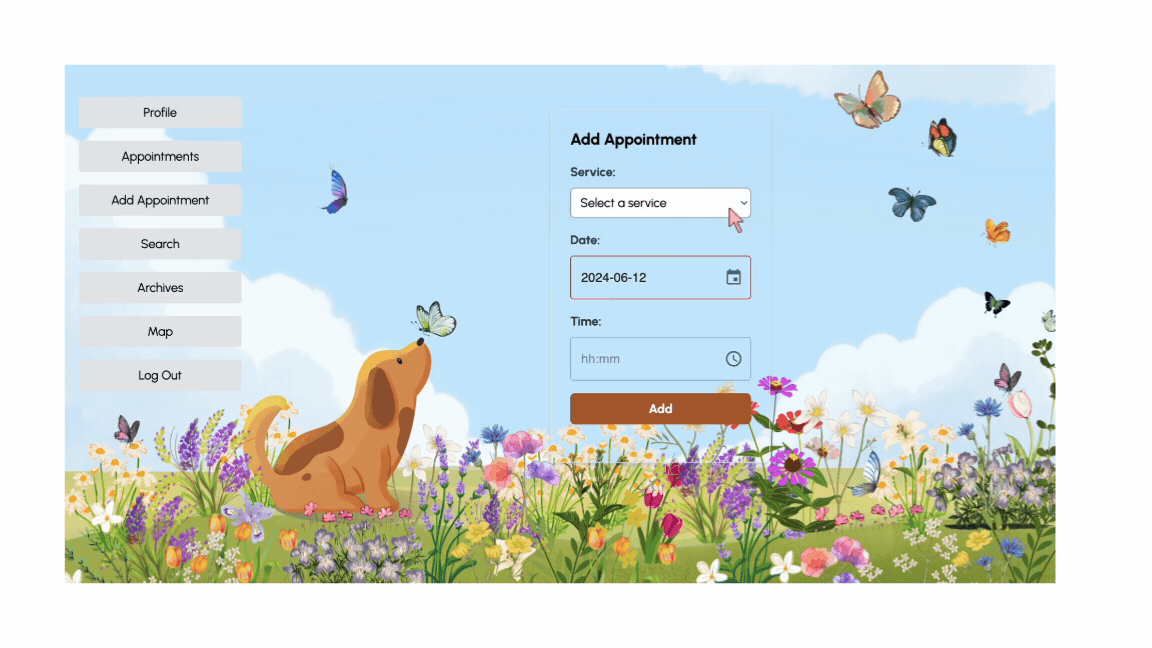 Profile
Appointments
Add Appointment
Search
Archives
Map
Log Out
Add Appointment
Service:
Select a service
Date:
2024-06-12
Time:
hh:mm
Add